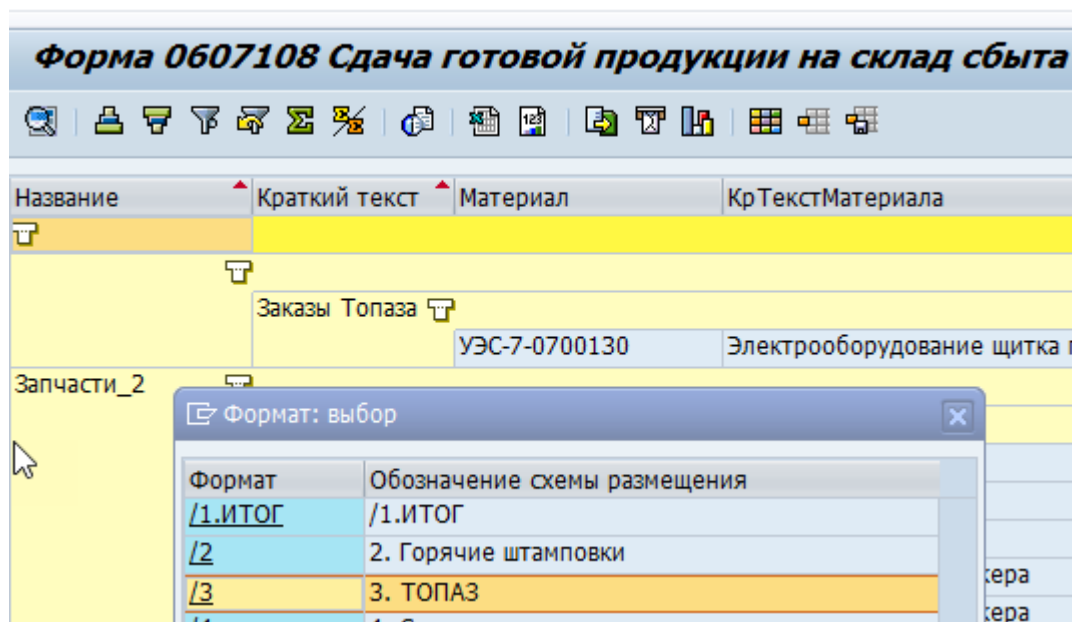 Форма 0607108 Сдача готовой продукции на склад сбыта
Название Краткий текст Материал КрТекстМатериала
Заказы Топаза
УЭС-7-0700130 Электрооборудование щитка
Запчасти_2
Формат: выбор
Формат Обозначение схемы размещения
/1.ИТОГ /1.ИТОГ
/2 2. Горячие штамповки
/3 3. ТОПАЗ
кера
кера